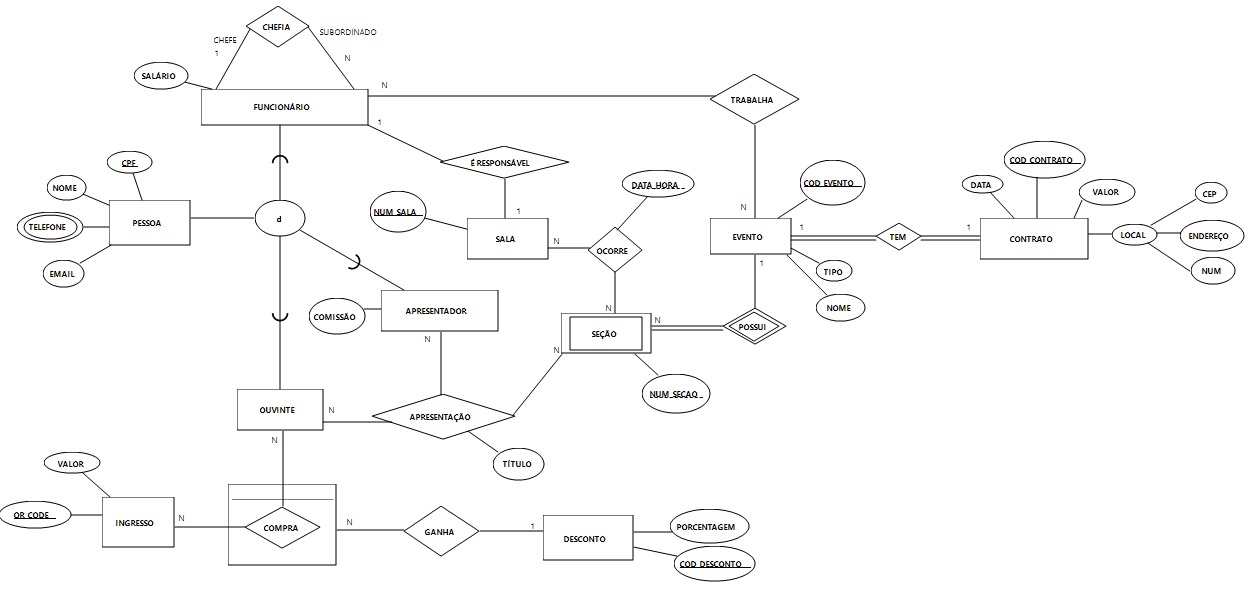 CHEFIA
CHEFE
SUBORDINADO
1
N
SALÁRIO
N
FUNCIONÁRIO
TRABALHA
1
CPF
É RESPONSÁVEL
COD CONTRATO
NOME
DATA_HORA
COD EVENTO
DATA
VALOR
CEP
NUM SALA
1
N
TELEFONE
PESSOA
d
1
1
SALA
N
OCORRE
EVENTO
TEM
CONTRATO
LOCAL
ENDEREÇO
EMAIL
1
TIPO
NUM
NOME
COMISSÃO
APRESENTADOR
N
N
SEÇÃO
POSSUI
N
N
NUM SECAO
OUVINTE
N
APRESENTAÇÃO
N
TÍTULO
VALOR
QR CODE
INGRESSO
N
COMPRA
N
GANHA
1
DESCONTO
PORCENTAGEM
COD DESCONTO